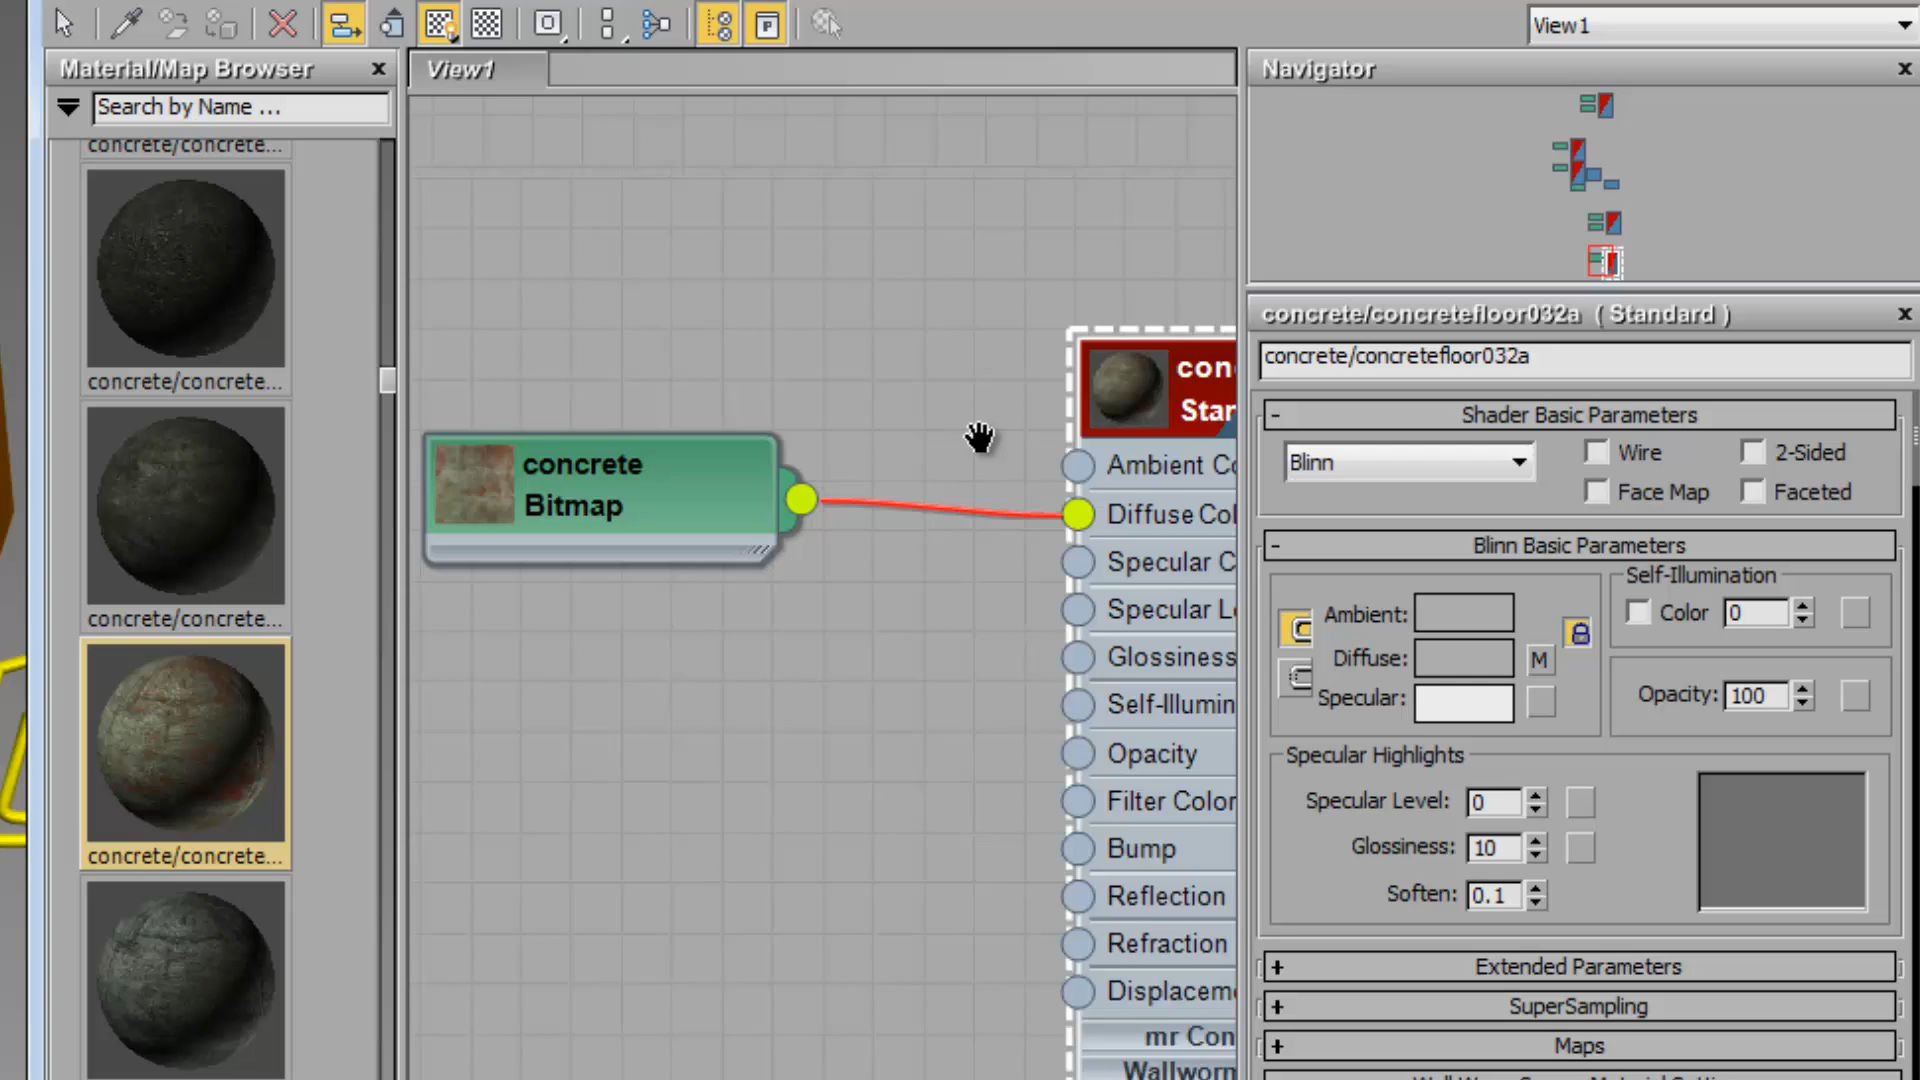 View1
Material/Map Browser
x
View1
Navigator
x
Search by Name ...
concrete/concrete...
concrete/concrete...
concrete/concrete...
concrete/concrete...
concrete
Bitmap
con
Star
Ambient Co
Diffuse Col
Specular C
Specular L
Glossiness
Self-Illumin
Opacity
Filter Color
Bump
Reflection
Refraction
Displaceme
mr Con
Wallworm
concrete/concretefloor032a ( Standard )
x
concrete/concretefloor032a
- Shader Basic Parameters
Blinn
Wire
2-Sided
Face Map
Faceted
- Blinn Basic Parameters
Self-Illumination
Ambient:
Color 0
Diffuse:
M
Specular:
Opacity: 100
Specular Highlights
Specular Level: 0
Glossiness: 10
Soften: 0.1
+ Extended Parameters
+ SuperSampling
+ Maps